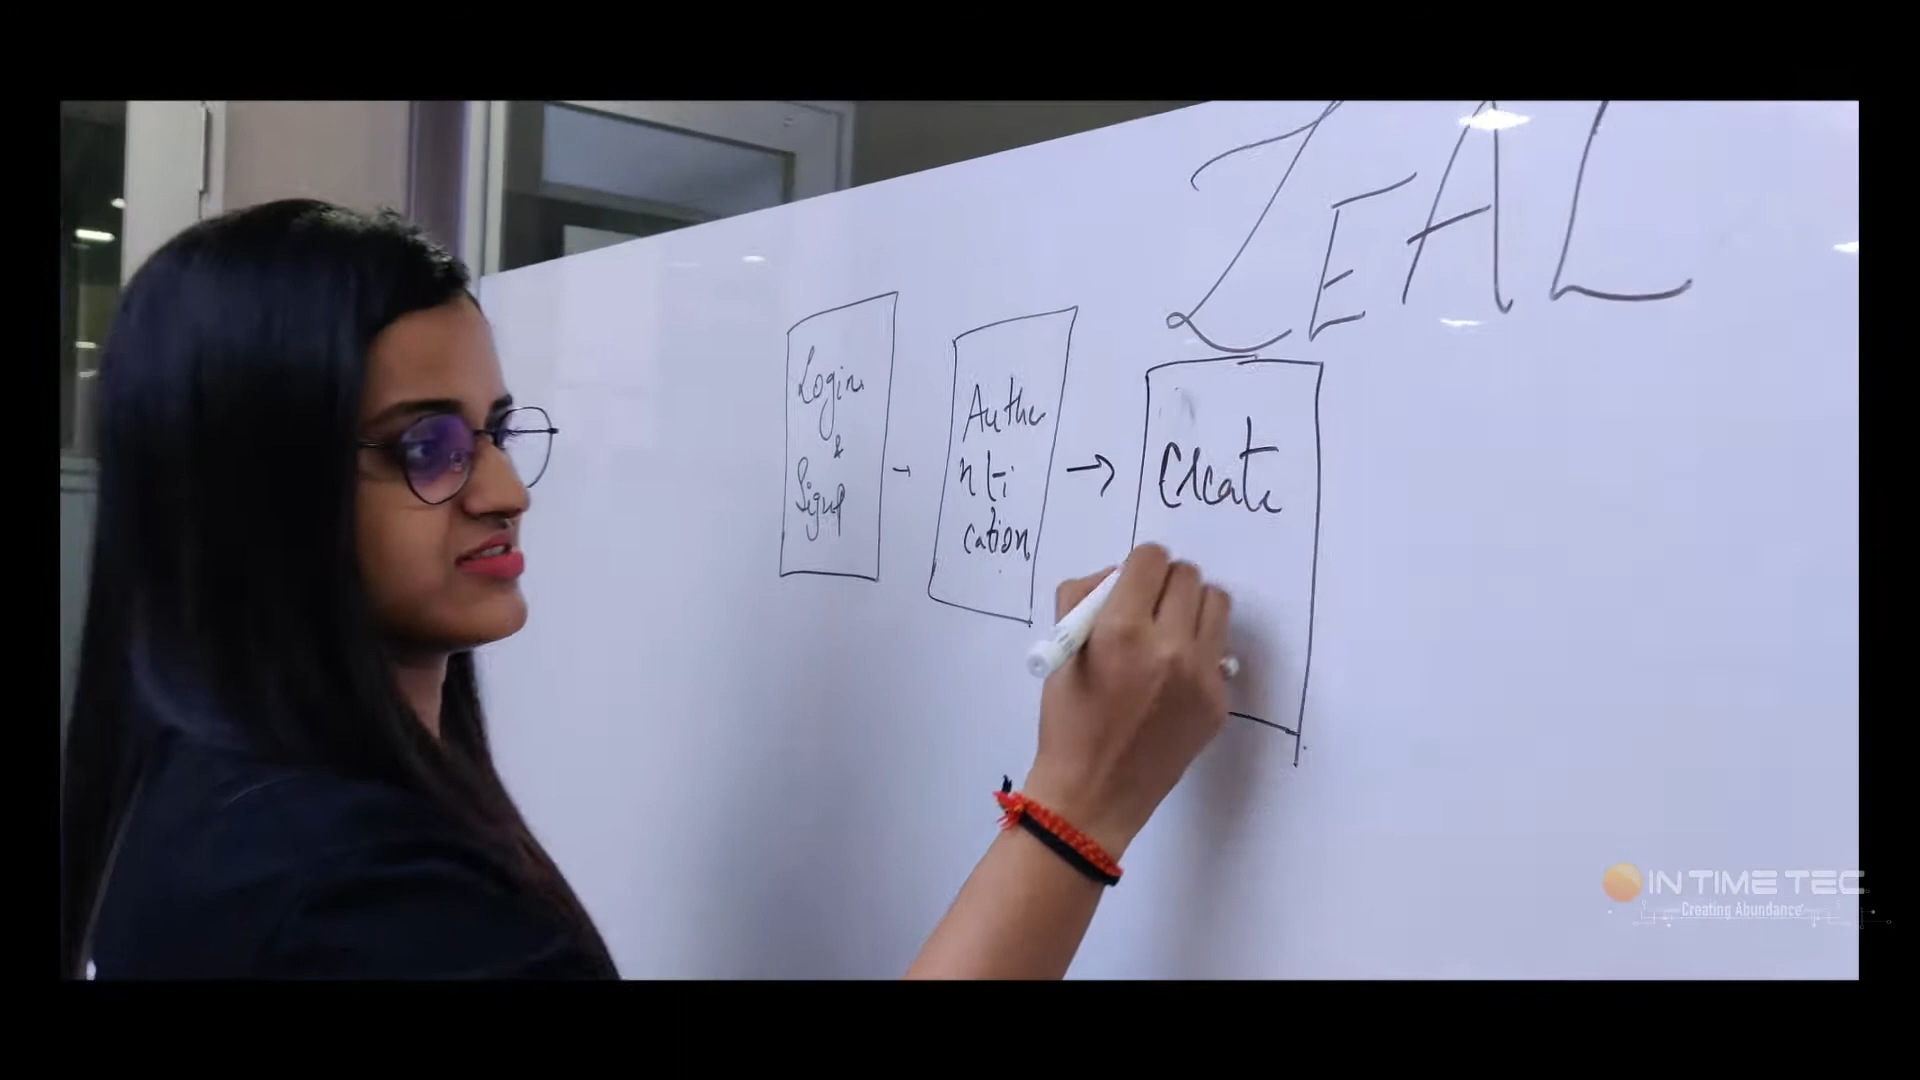 ZEAL
Login
&
Signup
→
Authe
nti
cation
→
Create
IN TIME TEC
Creating Abundance